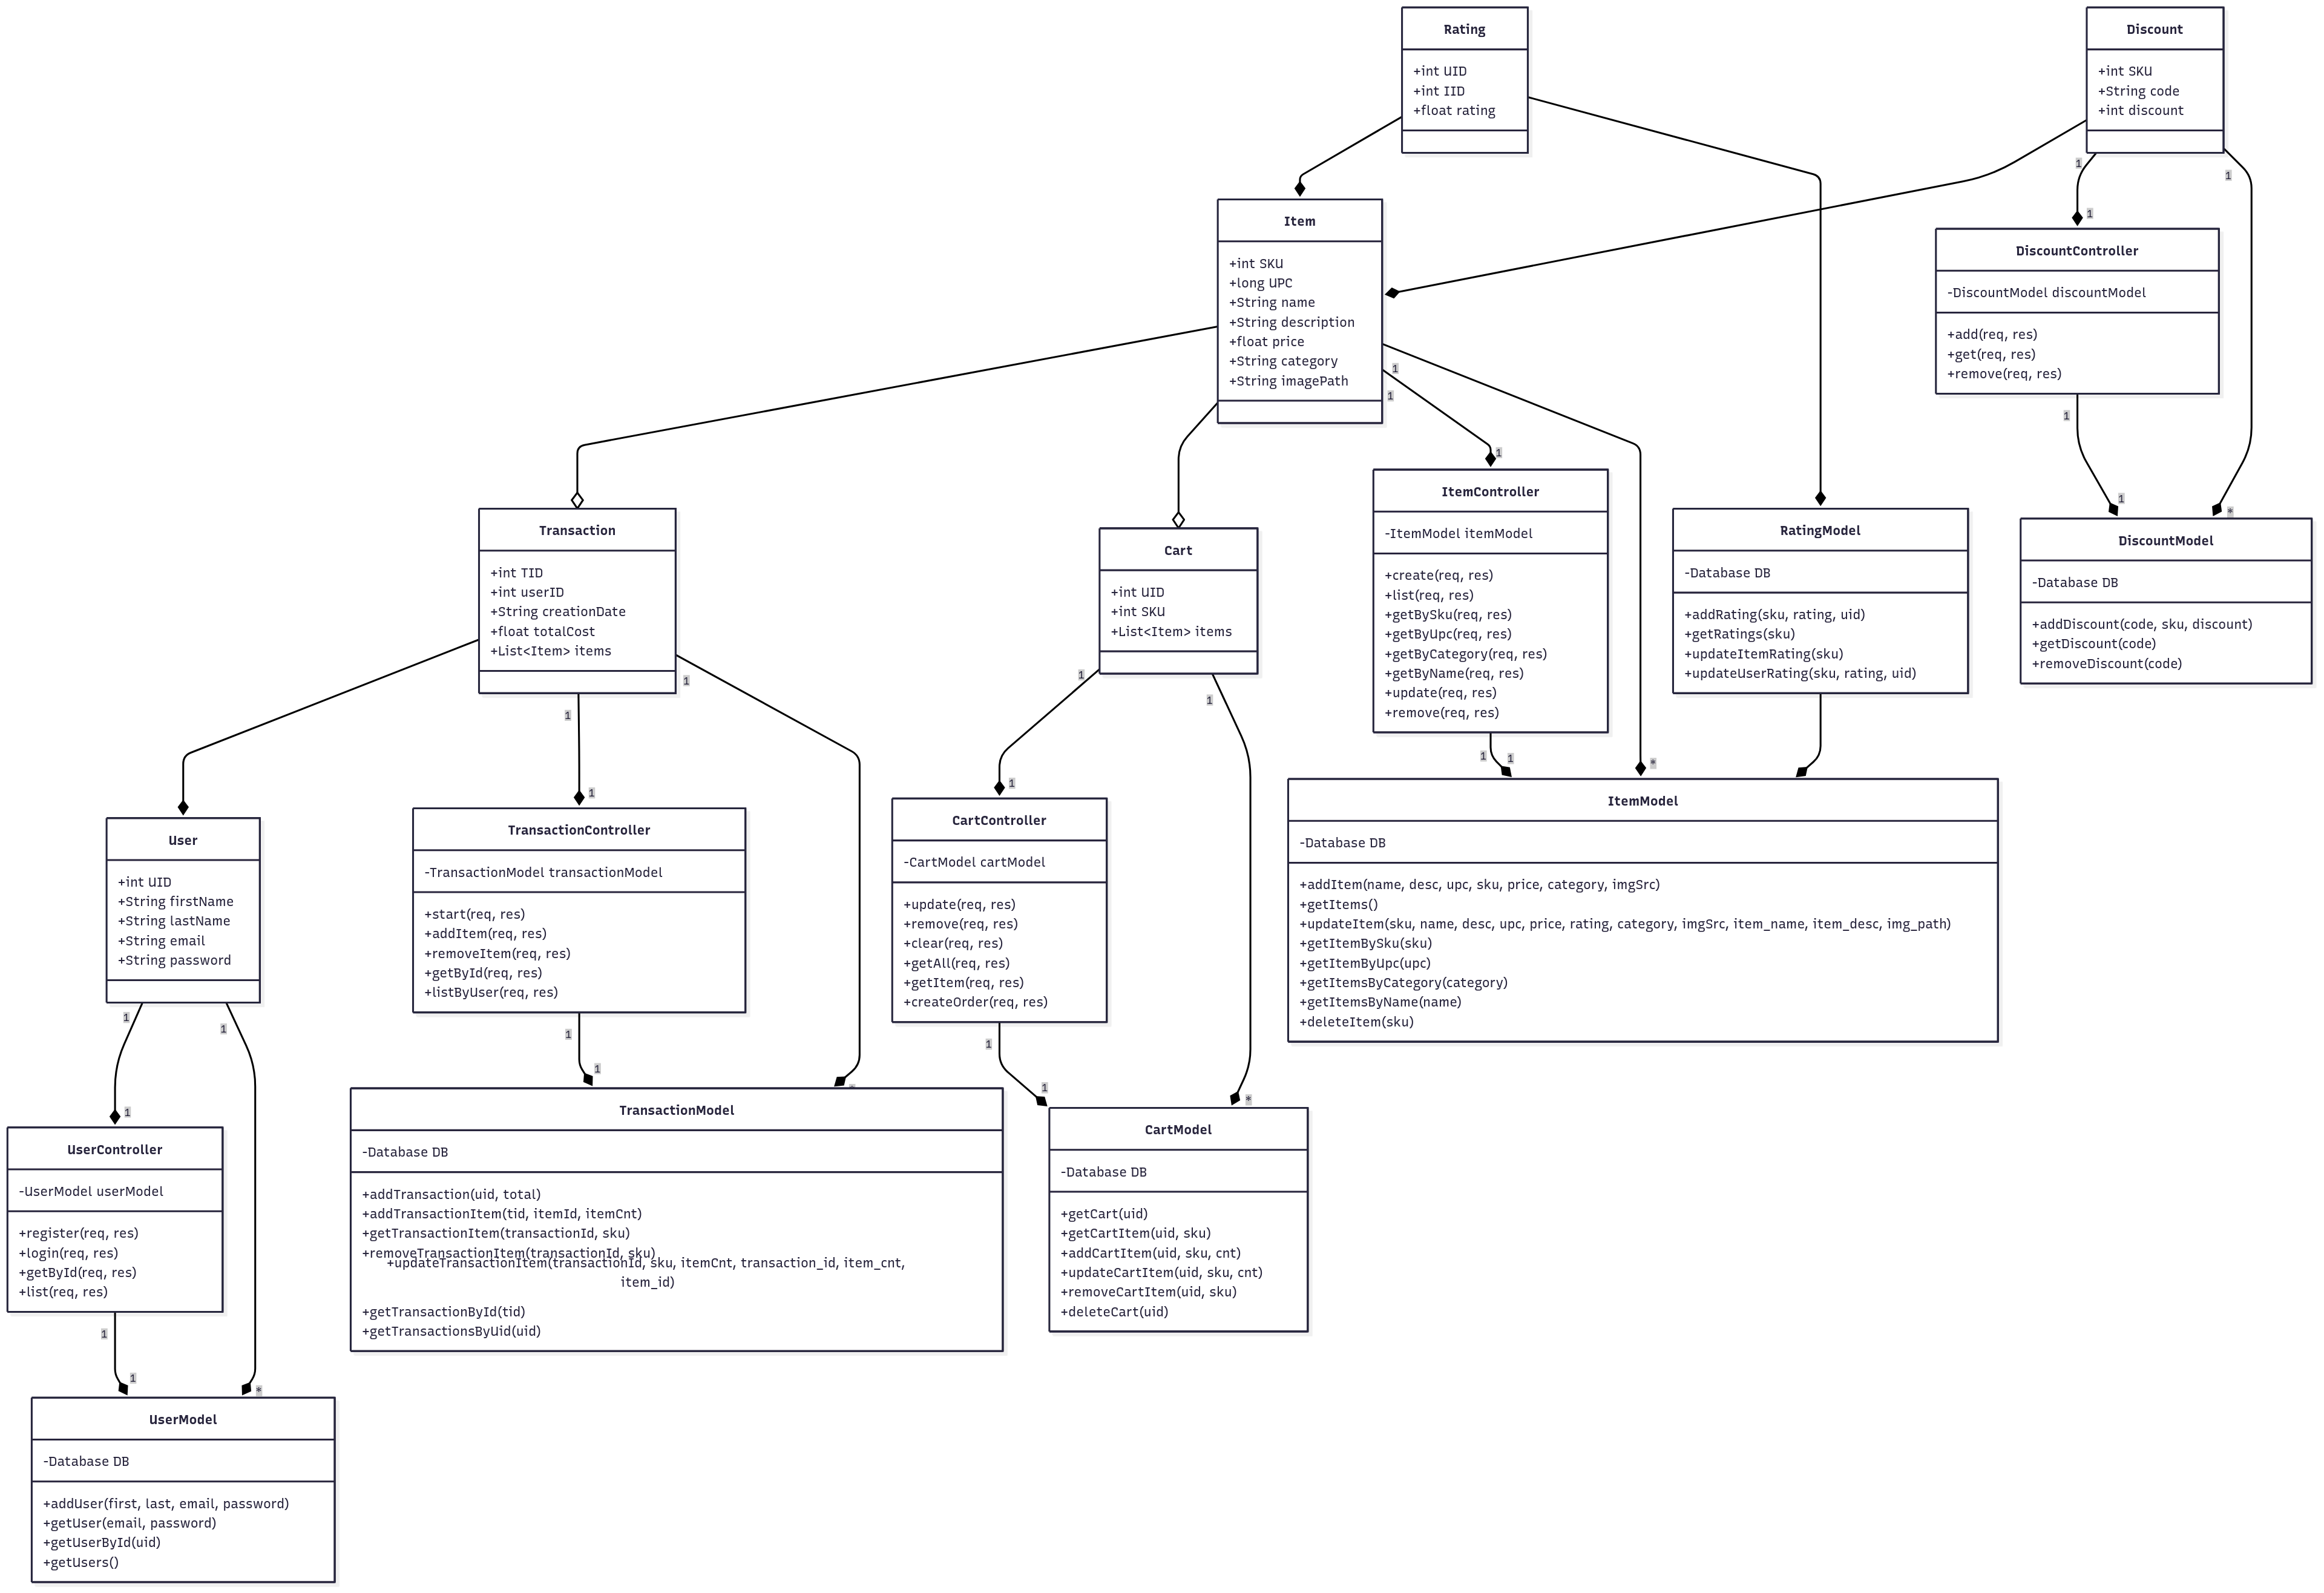 Rating
+int UID
+int IID
+float rating
Discount
+int SKU
+String code
+int discount
1
1
1
1
Item
+int SKU
+long UPC
+String name
+String description
+float price
+String category
+String imagePath
1
1
DiscountController
-DiscountModel discountModel
+add(req, res)
+get(req, res)
+remove(req, res)
1
1
*
1
Transaction
+int TID
+int userID
+String creationDate
+float totalCost
+List<Item> items
1
1
Cart
+int UID
+int SKU
+List<Item> items
1
1
ItemController
-ItemModel itemModel
+create(req, res)
+list(req, res)
+getBySku(req, res)
+getByUpc(req, res)
+getByCategory(req, res)
+getByName(req, res)
+update(req, res)
+remove(req, res)
1
1
*
RatingModel
-Database DB
+addRating(sku, rating, uid)
+getRatings(sku)
+updateItemRating(sku)
+updateUserRating(sku, rating, uid)
DiscountModel
-Database DB
+addDiscount(code, sku, discount)
+getDiscount(code)
+removeDiscount(code)
User
+int UID
+String firstName
+String lastName
+String email
+String password
1
1
1
TransactionController
-TransactionModel transactionModel
+start(req, res)
+addItem(req, res)
+removeItem(req, res)
+getById(req, res)
+listByUser(req, res)
1
1
1
CartController
-CartModel cartModel
+update(req, res)
+remove(req, res)
+clear(req, res)
+getAll(req, res)
+getItem(req, res)
+createOrder(req, res)
1
1
*
ItemModel
-Database DB
+addItem(name, desc, upc, sku, price, category, imgSrc)
+getItems()
+updateItem(sku, name, desc, upc, price, rating, category, imgSrc, item_name, item_desc, img_path)
+getItemBySku(sku)
+getItemByUpc(upc)
+getItemsByCategory(category)
+getItemsByName(name)
+deleteItem(sku)
1
UserController
-UserModel userModel
+register(req, res)
+login(req, res)
+getById(req, res)
+list(req, res)
1
1
*
TransactionModel
-Database DB
+addTransaction(uid, total)
+addTransactionItem(tid, itemId, itemCnt)
+getTransactionItem(transactionId, sku)
+removeTransactionItem(transactionId, sku)
+updateTransactionItem(transactionId, sku, itemCnt, transaction_id, item_cnt,
item_id)
+getTransactionById(tid)
+getTransactionsByUid(uid)
CartModel
-Database DB
+getCart(uid)
+getCartItem(uid, sku)
+addCartItem(uid, sku, cnt)
+updateCartItem(uid, sku, cnt)
+removeCartItem(uid, sku)
+deleteCart(uid)
UserModel
-Database DB
+addUser(first, last, email, password)
+getUser(email, password)
+getUserById(uid)
+getUsers()